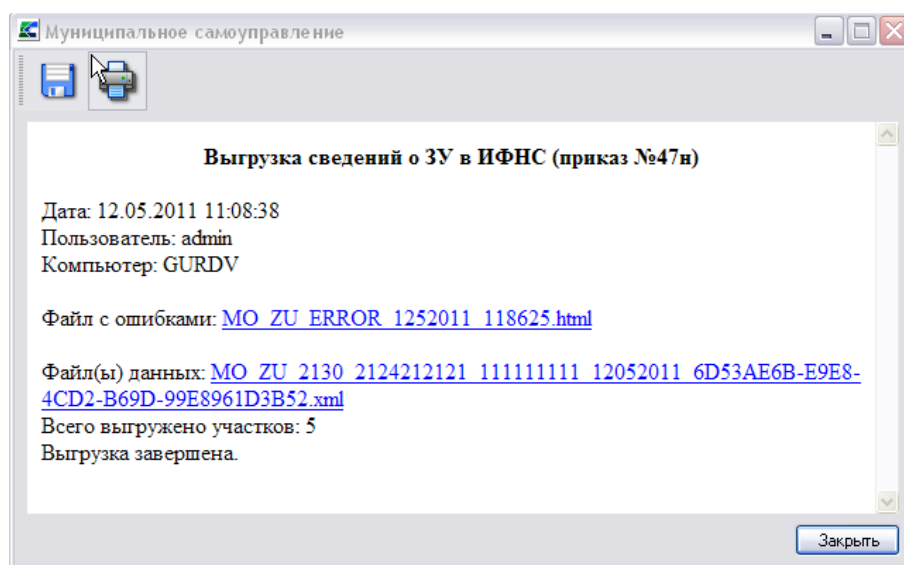 Муниципальное самоуправление
Выгрузка сведений о ЗУ в ИФНС (приказ №47н)
Дата: 12.05.2011 11:08:38
Пользователь: admin
Компьютер: GURDV
Файл с ошибками: MO_ZU_ERROR_1252011_118625.html
Файл(ы) данных: MO_ZU_2130_2124212121_111111111_12052011_6D53AE6B-E9E8-
4CD2-B69D-99E8961D3B52.xml
Всего выгружено участков: 5
Выгрузка завершена.
Закрыть